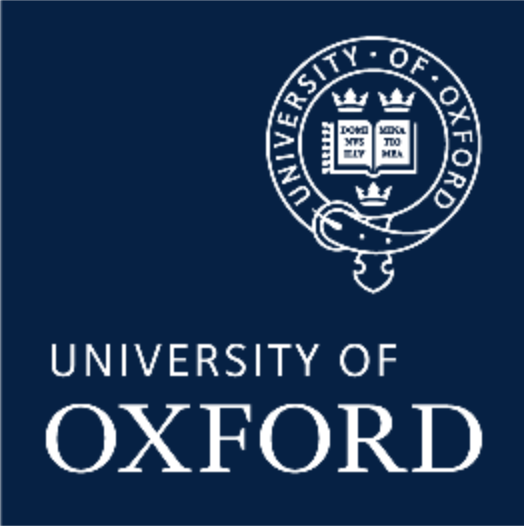 UNIVERSITY · OF · OXFORD
DOMI MINA
NVS TIO
ILLV MEA
UNIVERSITY OF
OXFORD